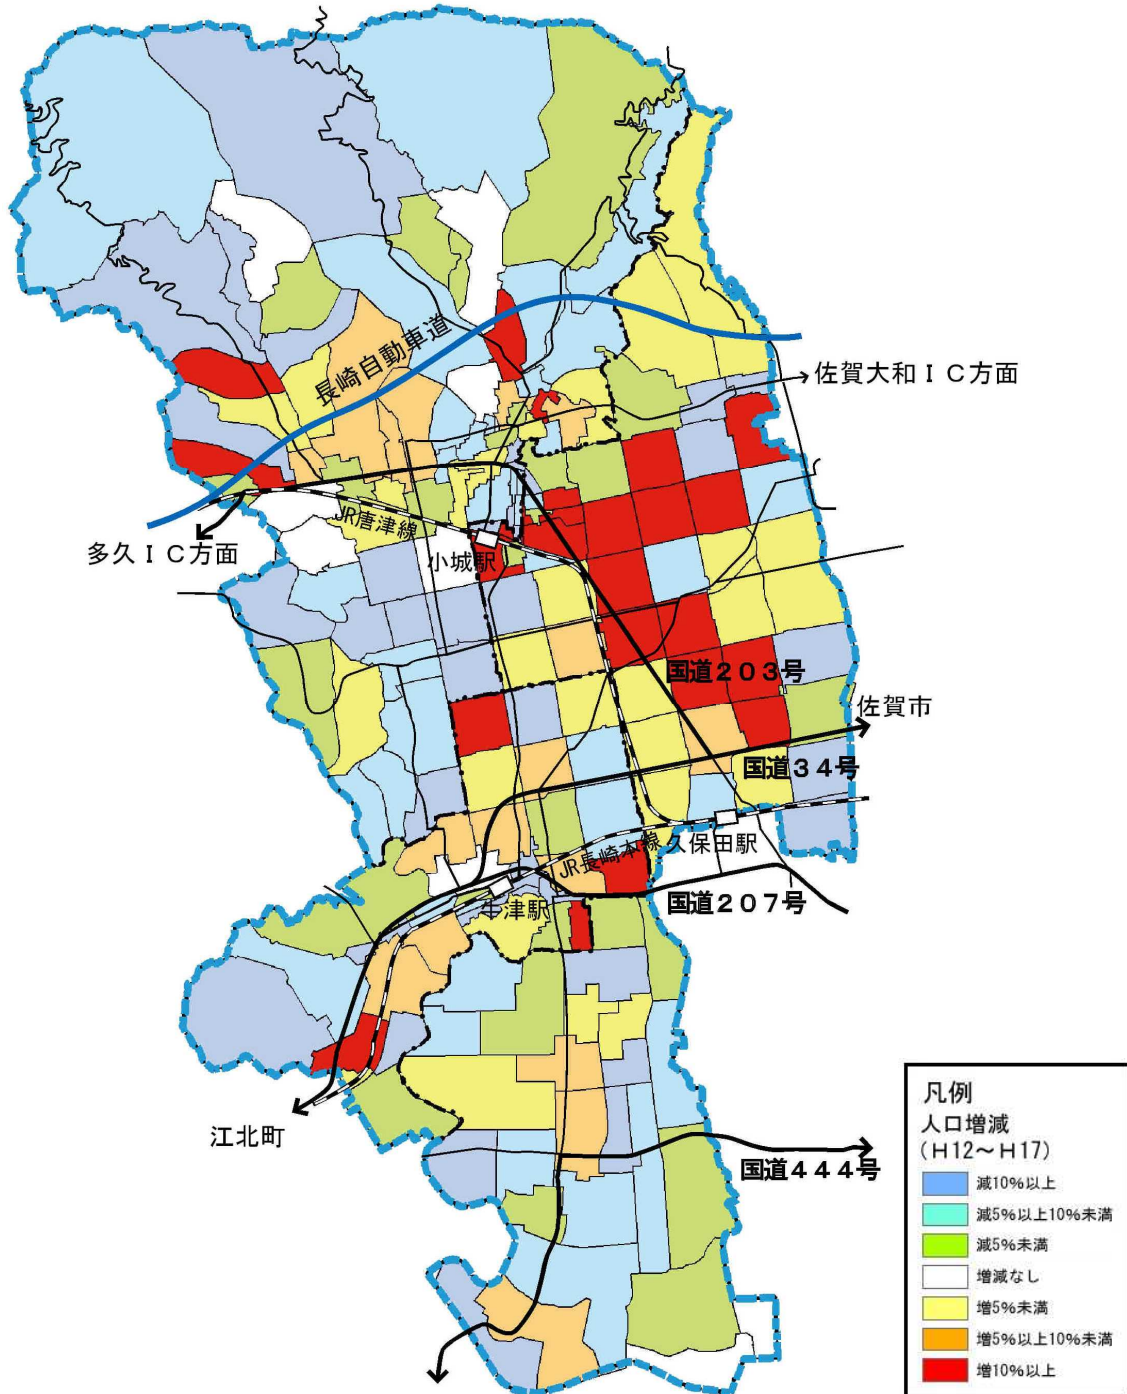 長崎自動車道
佐賀大和ＩＣ方面
JR唐津線
多久ＩＣ方面
小城駅
国道２０３号
佐賀市
国道３４号
久保田駅
JR長崎本線
国道２０７号
牛津駅
江北町
国道４４４号
凡例
人口増減
(H12～H17)
減10%以上
減5%以上10%未満
減5%未満
増減なし
増5%未満
増5%以上10%未満
増10%以上